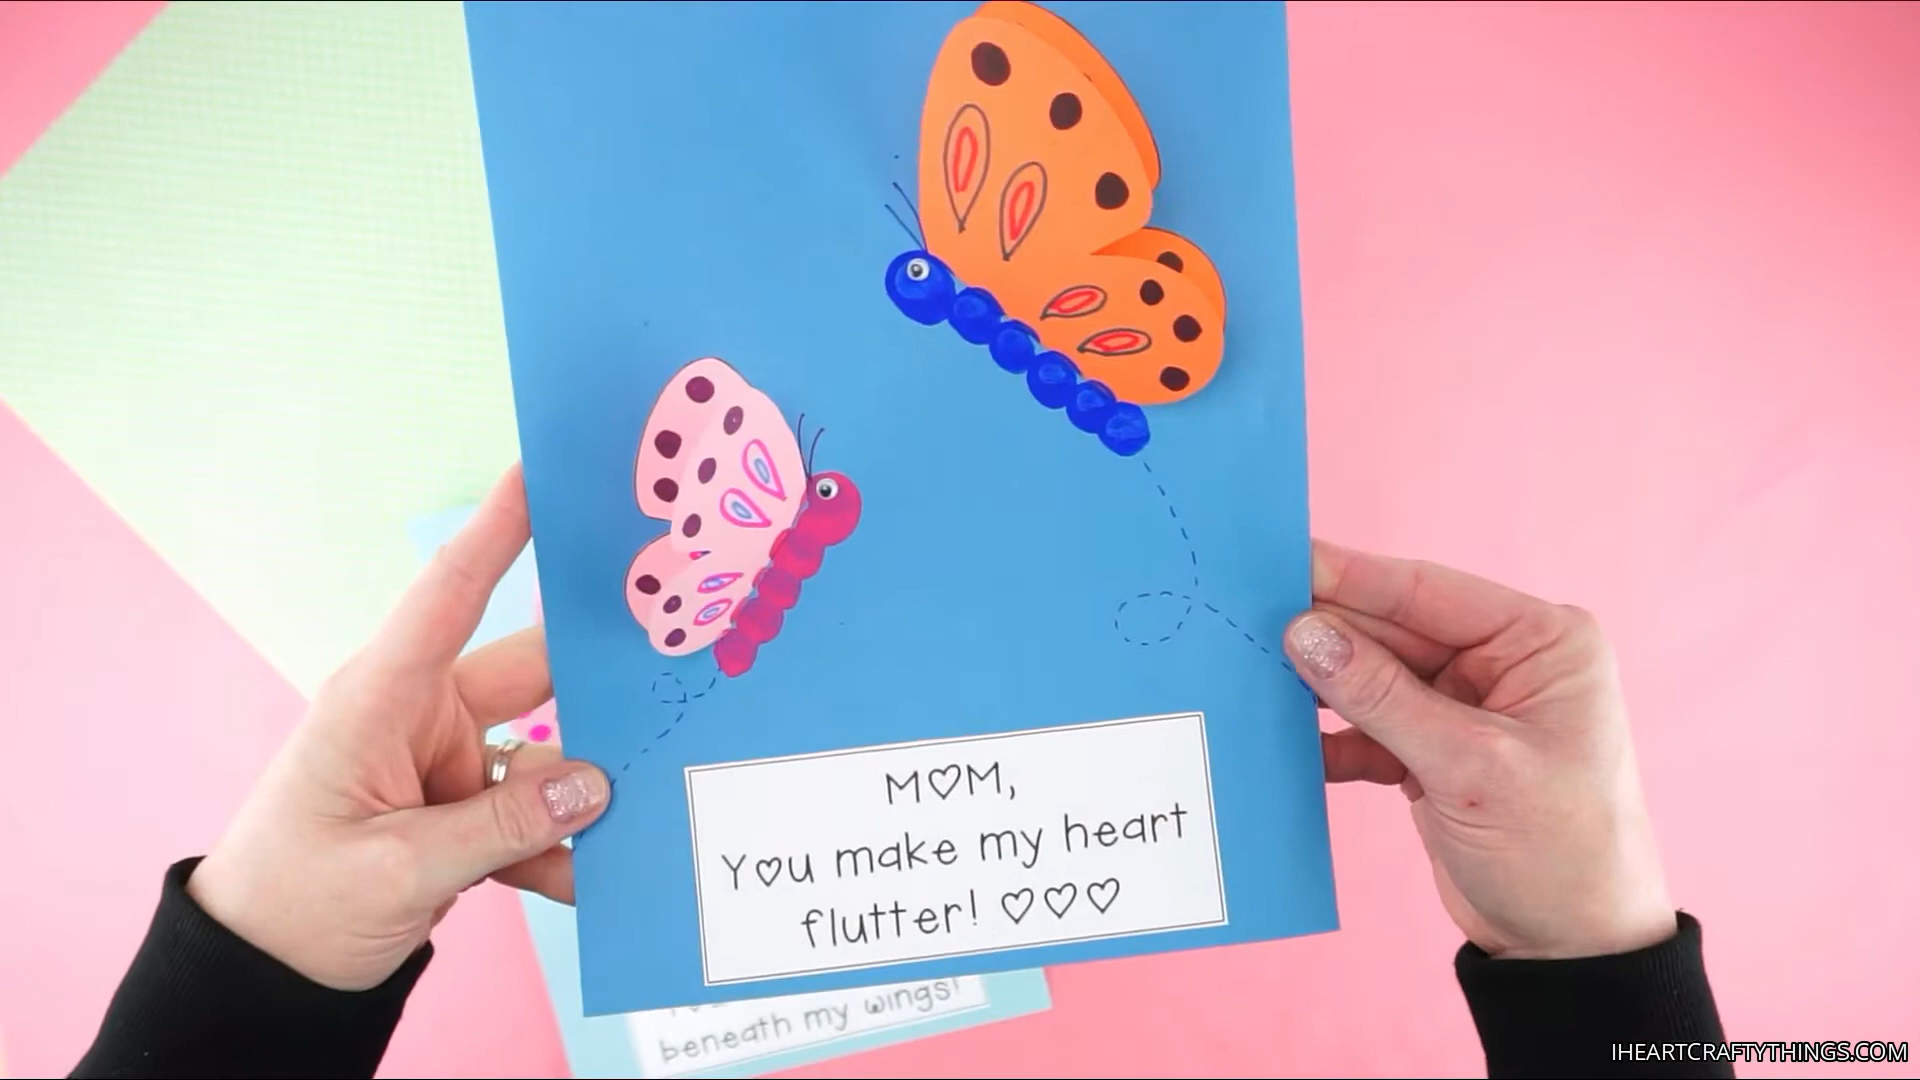 M♡M,
Y♡u make my heart
flutter! ♡♡♡
beneath my wings!
IHEARTCRAFTYTHINGS.COM